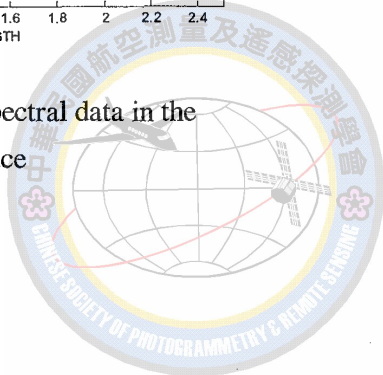 1.6 1.8 2 2.2 2.4
GTH
pectral data in the
ce
中華民國航空測量及遙感探測學會
CHINESE SOCIETY OF PHOTOGRAMMETRY & REMOTE SENSING